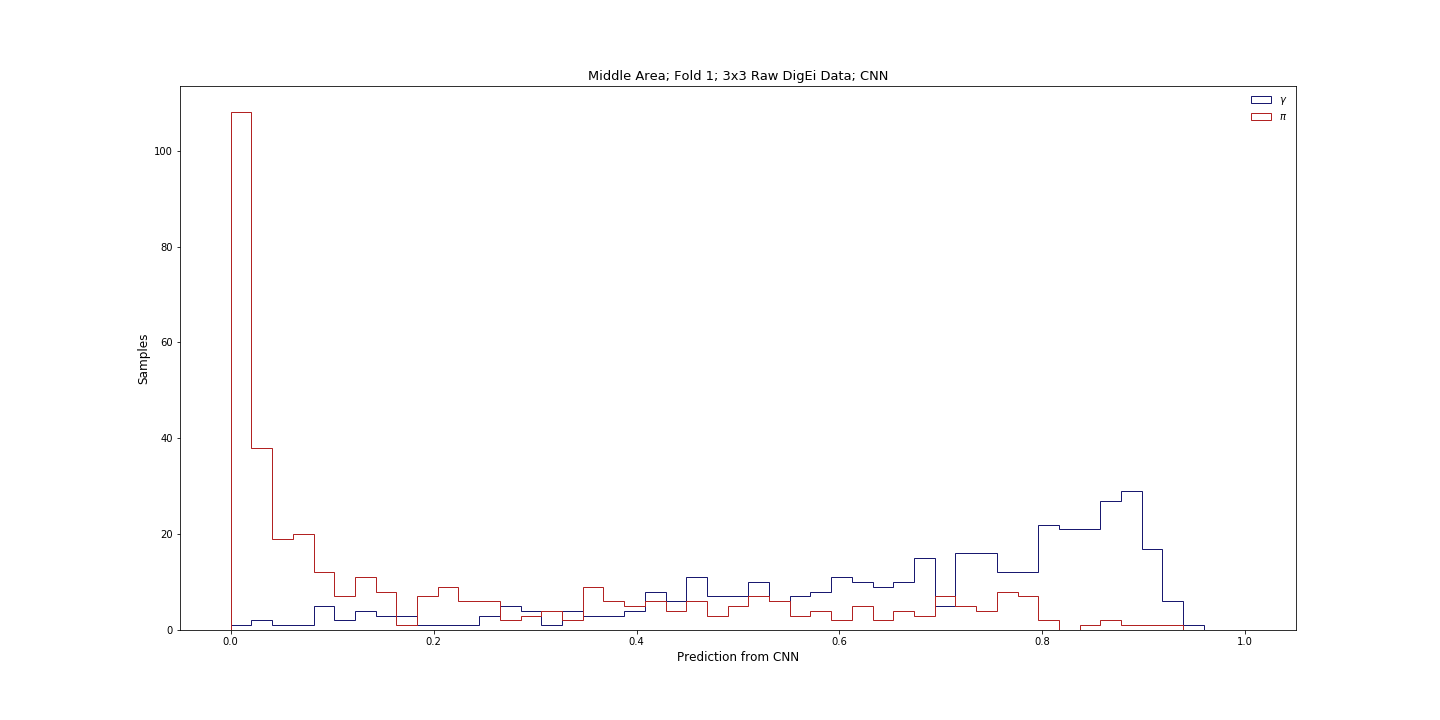 Middle Area; Fold 1; 3x3 Raw DigEi Data; CNN
γ
π
100
80
60
40
20
0
Samples
0.0 0.2 0.4 0.6 0.8 1.0
Prediction from CNN